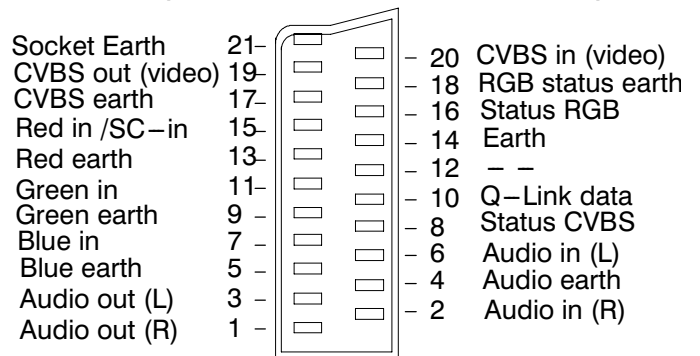 Socket Earth 21–
CVBS out (video) 19–
CVBS earth 17–
Red in /SC–in 15–
Red earth 13–
Green in 11–
Green earth 9 –
Blue in 7 –
Blue earth 5 –
Audio out (L) 3 –
Audio out (R) 1 –
– 20 CVBS in (video)
– 18 RGB status earth
– 16 Status RGB
– 14 Earth
– 12 – –
– 10 Q–Link data
– 8 Status CVBS
– 6 Audio in (L)
– 4 Audio earth
– 2 Audio in (R)